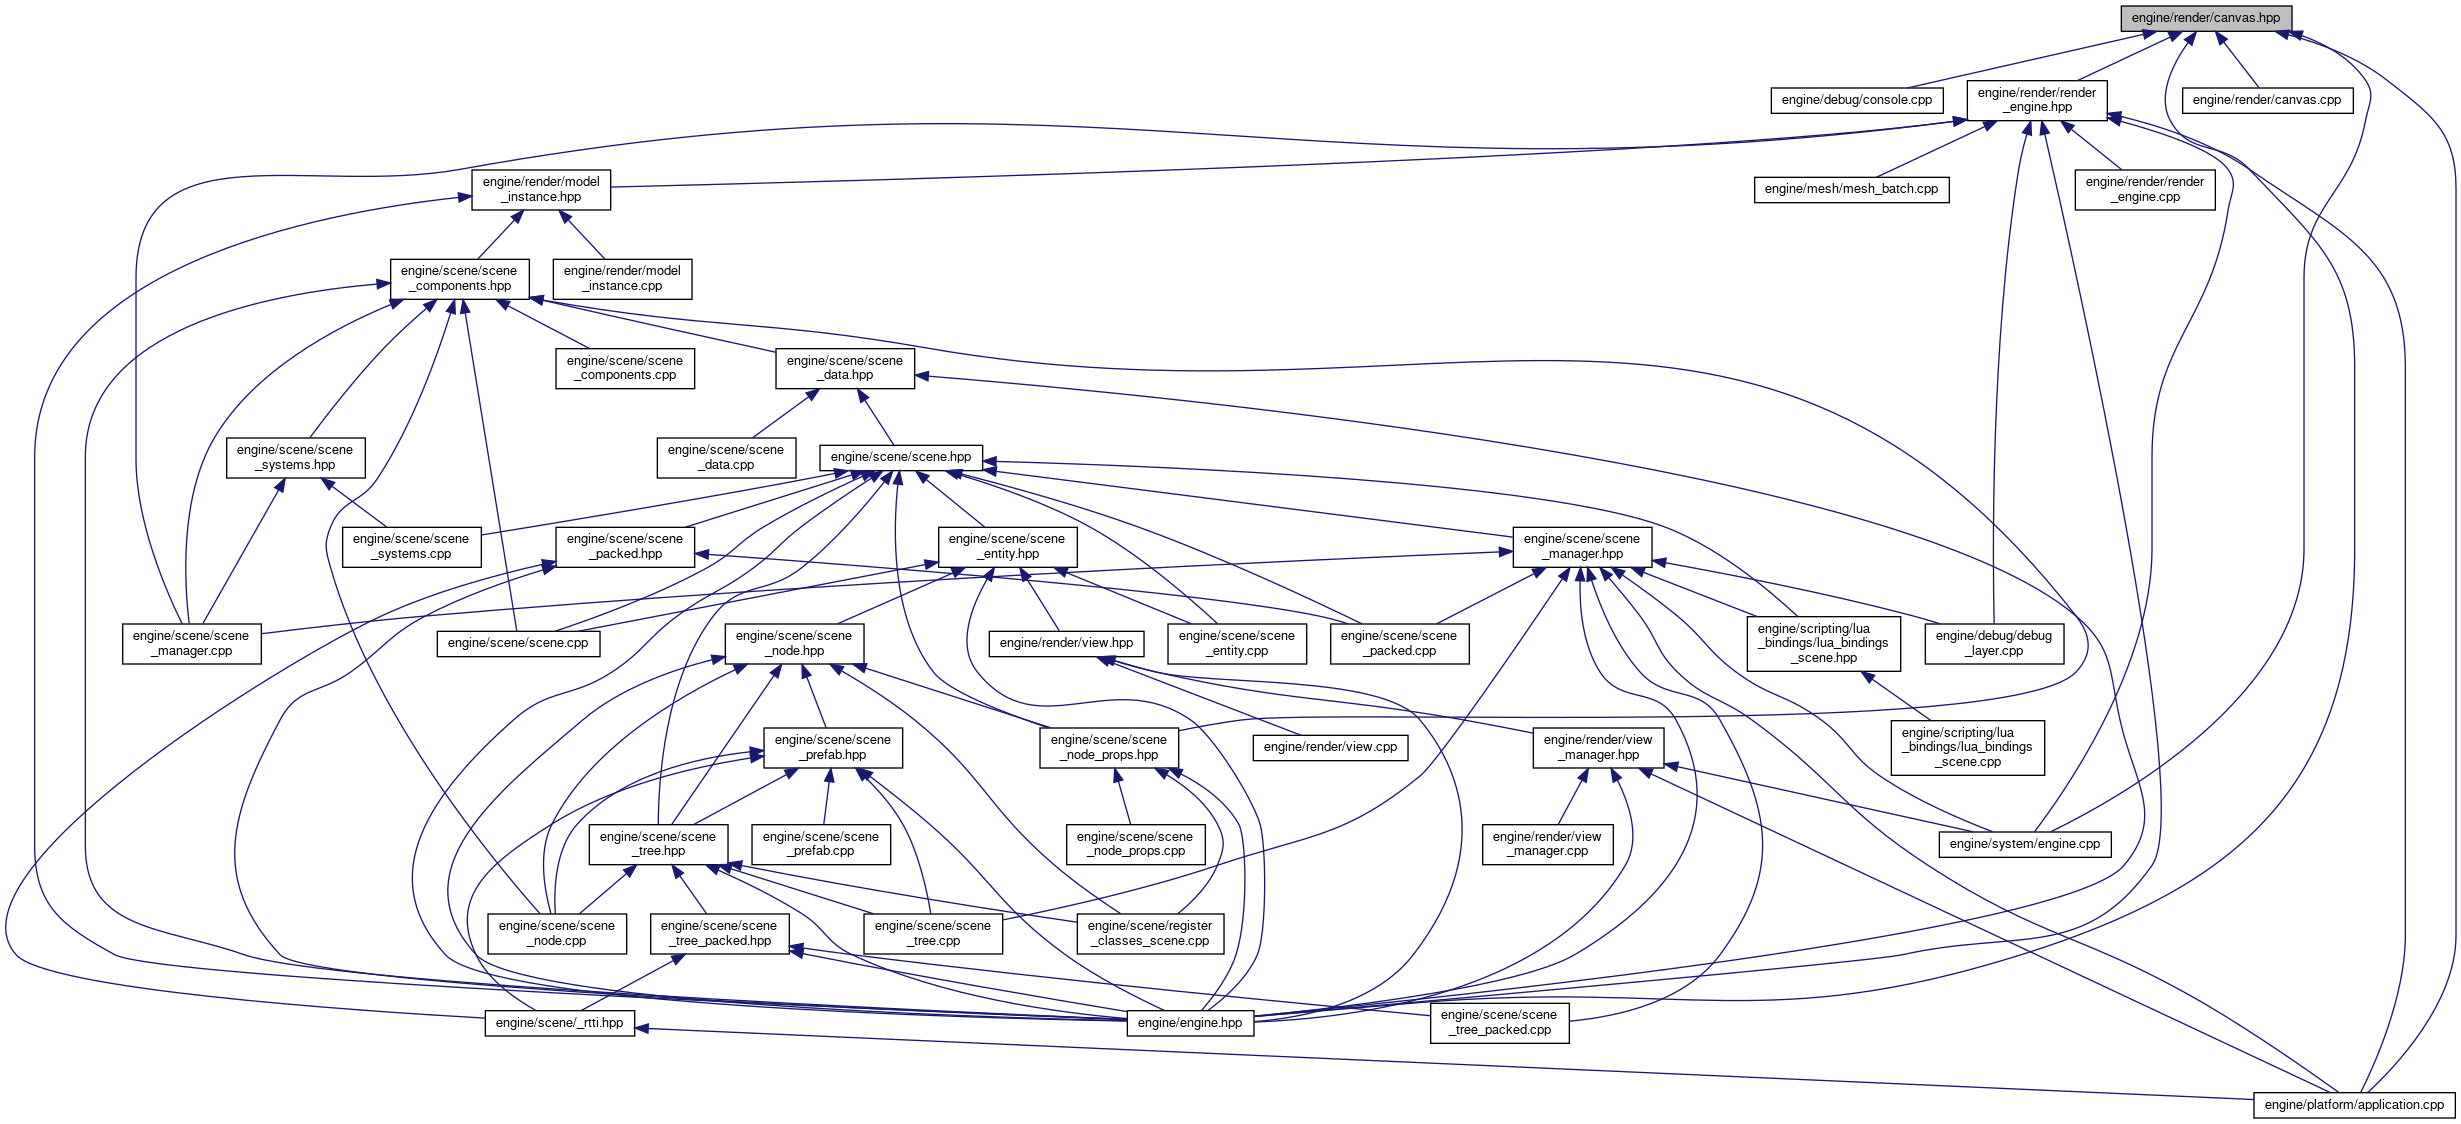 engine/render/canvas.hpp
engine/debug/console.cpp
engine/render/render
_engine.hpp
engine/render/canvas.cpp
engine/render/model
_instance.hpp
engine/mesh/mesh_batch.cpp
engine/render/render
_engine.cpp
engine/scene/scene
_components.hpp
engine/render/model
_instance.cpp
engine/scene/scene
_components.cpp
engine/scene/scene
_data.hpp
engine/scene/scene
_systems.hpp
engine/scene/scene
_data.cpp
engine/scene/scene.hpp
engine/scene/scene
_systems.cpp
engine/scene/scene
_packed.hpp
engine/scene/scene
_entity.hpp
engine/scene/scene
_manager.hpp
engine/scene/scene
_manager.cpp
engine/scene/scene.cpp
engine/scene/scene
_node.hpp
engine/render/view.hpp
engine/scene/scene
_entity.cpp
engine/scene/scene
_packed.cpp
engine/scripting/lua
_bindings/lua_bindings
_scene.hpp
engine/debug/debug
_layer.cpp
engine/scene/scene
_prefab.hpp
engine/scene/scene
_node_props.hpp
engine/render/view.cpp
engine/render/view
_manager.hpp
engine/scripting/lua
_bindings/lua_bindings
_scene.cpp
engine/scene/scene
_tree.hpp
engine/scene/scene
_prefab.cpp
engine/scene/scene
_node_props.cpp
engine/render/view
_manager.cpp
engine/system/engine.cpp
engine/scene/scene
_node.cpp
engine/scene/scene
_tree_packed.hpp
engine/scene/scene
_tree.cpp
engine/scene/register
_classes_scene.cpp
engine/scene/_rtti.hpp
engine/engine.hpp
engine/scene/scene
_tree_packed.cpp
engine/platform/application.cpp